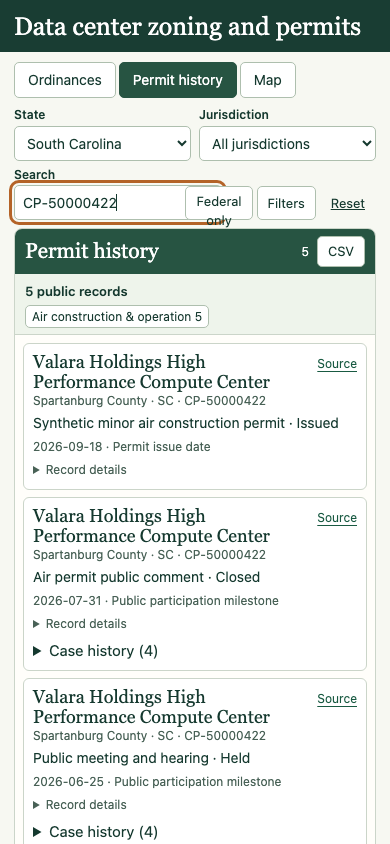 Data center zoning and permits
Ordinances
Permit history
Map
State
Jurisdiction
South Carolina
All jurisdictions
Search
CP-50000422
Federal
only
Filters
Reset
Permit history
5
CSV
5 public records
Air construction & operation 5
Valara Holdings High
Performance Compute Center
Source
Spartanburg County · SC · CP-50000422
Synthetic minor air construction permit · Issued
2026-09-18 · Permit issue date
Record details
Valara Holdings High
Performance Compute Center
Source
Spartanburg County · SC · CP-50000422
Air permit public comment · Closed
2026-07-31 · Public participation milestone
Record details
Case history (4)
Valara Holdings High
Performance Compute Center
Source
Spartanburg County · SC · CP-50000422
Public meeting and hearing · Held
2026-06-25 · Public participation milestone
Record details
Case history (4)